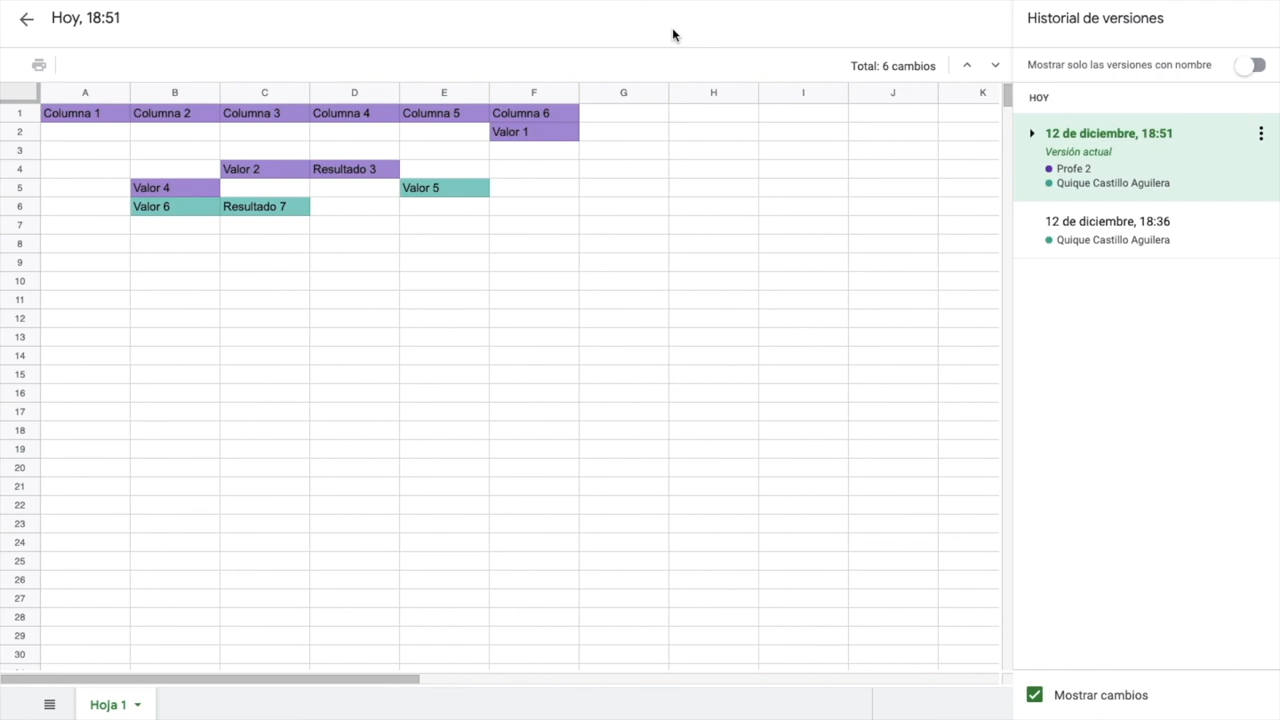 Hoy, 18:51
Historial de versiones
Total: 6 cambios
Mostrar solo las versiones con nombre
A B C D E F G H I J K
HOY
1 Columna 1 Columna 2 Columna 3 Columna 4 Columna 5 Columna 6
2 Valor 1
3
4 Valor 2 Resultado 3
5 Valor 4 Valor 5
6 Valor 6 Resultado 7
7
8
9
10
11
12
13
14
15
16
17
18
19
20
21
22
23
24
25
26
27
28
29
30
12 de diciembre, 18:51
Versión actual
Profe 2
Quique Castillo Aguilera
12 de diciembre, 18:36
Quique Castillo Aguilera
Hoja 1
Mostrar cambios